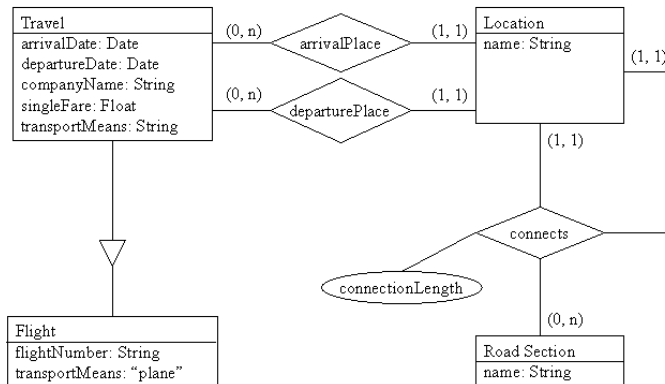 Travel
arrivalDate: Date
departureDate: Date
companyName: String
singleFare: Float
transportMeans: String
(0, n)
arrivalPlace
(1, 1)
(0, n)
departurePlace
(1, 1)
Location
name: String
(1, 1)
(1, 1)
connects
connectionLength
(0, n)
Flight
flightNumber: String
transportMeans: “plane”
Road Section
name: String